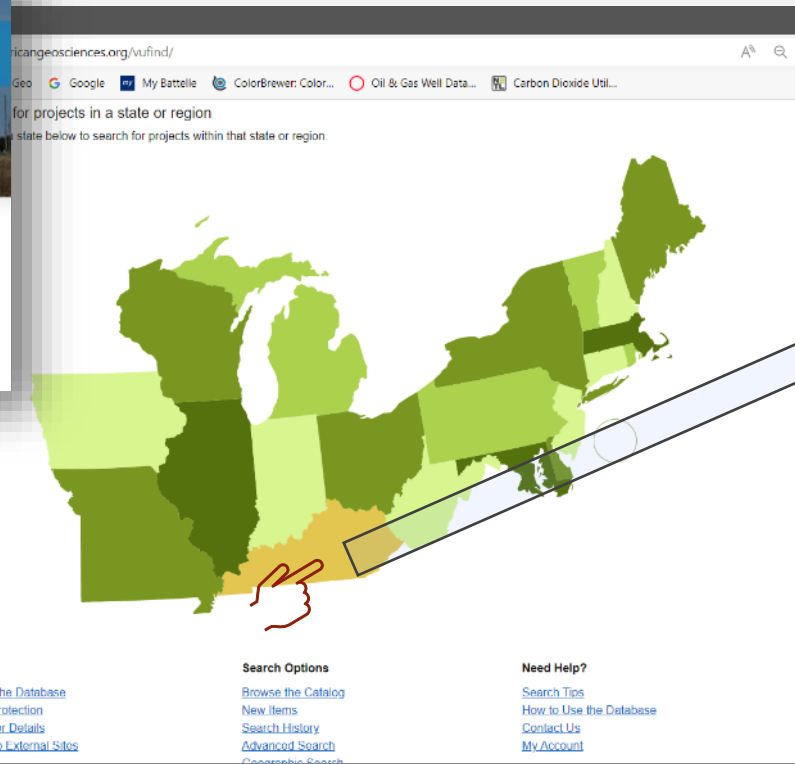 ricangeosciences.org/vufind/
Geo Google my My Battelle ColorBrewer: Color... Oil & Gas Well Data... Carbon Dioxide Util...
for projects in a state or region
state below to search for projects within that state or region.
Search Options
Need Help?
he Database
Browse the Catalog
Search Tips
rotection
New Items
How to Use the Database
r Details
Search History
Contact Us
External Sites
Advanced Search
My Account
Geographic Search